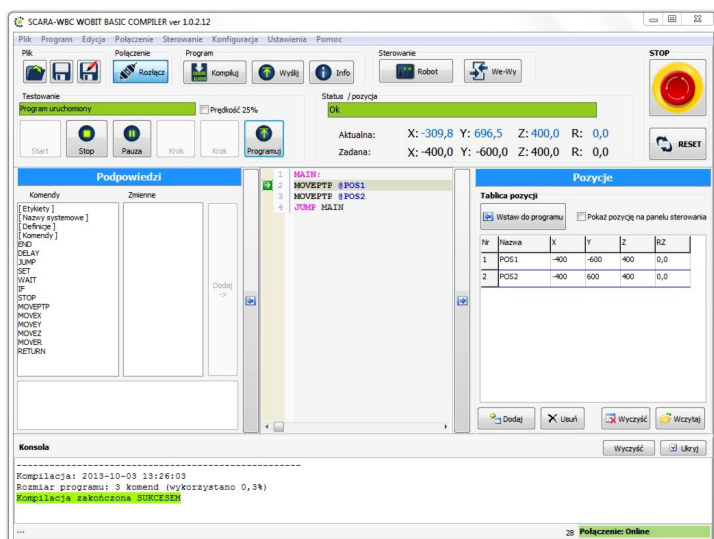 SCARA-WBC WOBIT BASIC COMPILER ver 1.0.2.12
Plik Program Edycja Połączenie Sterowanie Konfiguracja Ustawienia Pomoc
Plik Połączenie Program Sterowanie STOP
Rozłącz Kompiluj Wyślij Info Robot We-Wy
Testowanie Status / pozycja
Program uruchomiony Prędkość 25% Ok
Start Stop Pauza Krok Krok Programuj
Aktualna: X: -309,8 Y: 696,5 Z: 400,0 R: 0,0
Zadana: X: -400,0 Y: -600,0 Z: 400,0 R: 0,0
RESET
Podpowiedzi
Komendy Zmienne
[ Etykiety ]
[ Nazwy systemowe ]
[ Definicje ]
[ Komendy ]
END
DELAY
JUMP
SET
WAIT
IF
STOP
MOVEPTP
MOVEX
MOVEY
MOVEZ
MOVER
RETURN
Dodaj
->
1 MAIN:
2 MOVEPTP @POS1
3 MOVEPTP @POS2
4 JUMP MAIN
Pozycje
Tablica pozycji
Wstaw do programu Pokaż pozycję na panelu sterowania
Nr Nazwa X Y Z RZ
1 POS1 -400 -600 400 0,0
2 POS2 -400 600 400 0,0
Dodaj Usuń Wyczyść Wczytaj
Konsola Wyczyść Ukryj
----------------------------------------------------
Kompilacja: 2013-10-03 13:26:03
Rozmiar programu: 3 komend (wykorzystano 0,3%)
Kompilacja zakończona SUKCESEM
... 28 Połączenie: Online